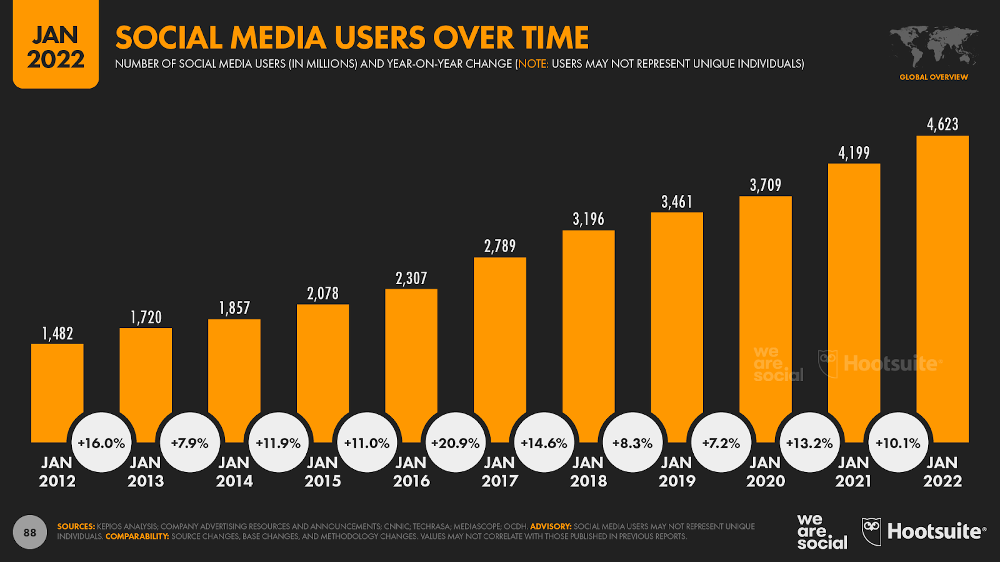 JAN
2022
SOCIAL MEDIA USERS OVER TIME
NUMBER OF SOCIAL MEDIA USERS (IN MILLIONS) AND YEAR-ON-YEAR CHANGE (NOTE: USERS MAY NOT REPRESENT UNIQUE INDIVIDUALS)
GLOBAL OVERVIEW
1,482
1,720
1,857
2,078
2,307
2,789
3,196
3,461
3,709
4,199
4,623
we
are
social
Hootsuite®
+16.0%
+7.9%
+11.9%
+11.0%
+20.9%
+14.6%
+8.3%
+7.2%
+13.2%
+10.1%
JAN
2012
JAN
2013
JAN
2014
JAN
2015
JAN
2016
JAN
2017
JAN
2018
JAN
2019
JAN
2020
JAN
2021
JAN
2022
88
SOURCES: KEPIOS ANALYSIS; COMPANY ADVERTISING RESOURCES AND ANNOUNCEMENTS; CNNIC; TECHRASA; MEDIASCOPE; OCDH. ADVISORY: SOCIAL MEDIA USERS MAY NOT REPRESENT UNIQUE
INDIVIDUALS. COMPARABILITY: SOURCE CHANGES, BASE CHANGES, AND METHODOLOGY CHANGES. VALUES MAY NOT CORRELATE WITH THOSE PUBLISHED IN PREVIOUS REPORTS.
we
are
social
Hootsuite®